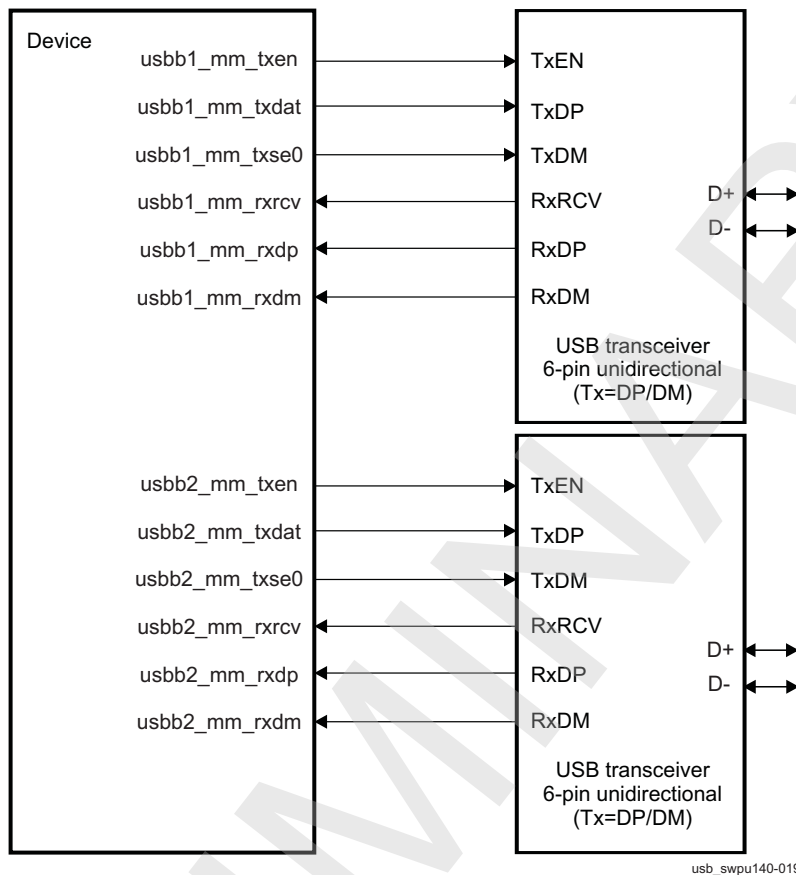 Device
usbb1_mm_txen
TxEN
usbb1_mm_txdat
TxDP
usbb1_mm_txse0
TxDM
usbb1_mm_rxrcv
RxRCV
D+
usbb1_mm_rxdp
RxDP
D-
usbb1_mm_rxdm
RxDM
USB transceiver
6-pin unidirectional
(Tx=DP/DM)
usbb2_mm_txen
TxEN
usbb2_mm_txdat
TxDP
usbb2_mm_txse0
TxDM
usbb2_mm_rxrcv
RxRCV
D+
usbb2_mm_rxdp
RxDP
D-
usbb2_mm_rxdm
RxDM
USB transceiver
6-pin unidirectional
(Tx=DP/DM)
usb_swpu140-019